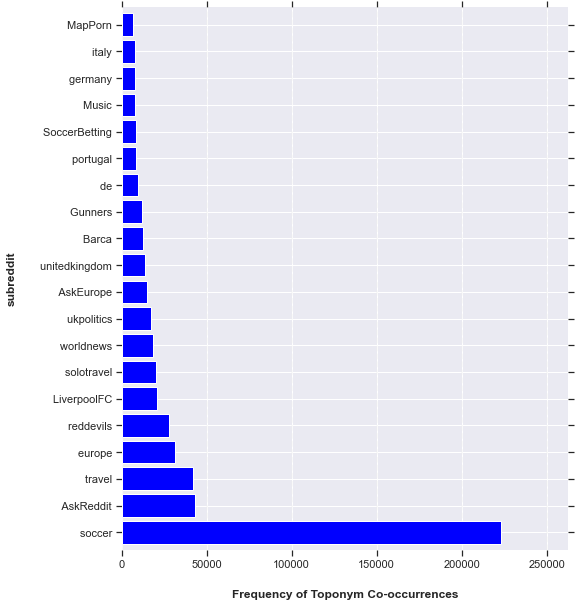 MapPorn
italy
germany
Music
SoccerBetting
portugal
de
Gunners
Barca
unitedkingdom
AskEurope
ukpolitics
worldnews
solotravel
LiverpoolFC
reddevils
europe
travel
AskReddit
soccer
subreddit
0 50000 100000 150000 200000 250000
Frequency of Toponym Co-occurrences